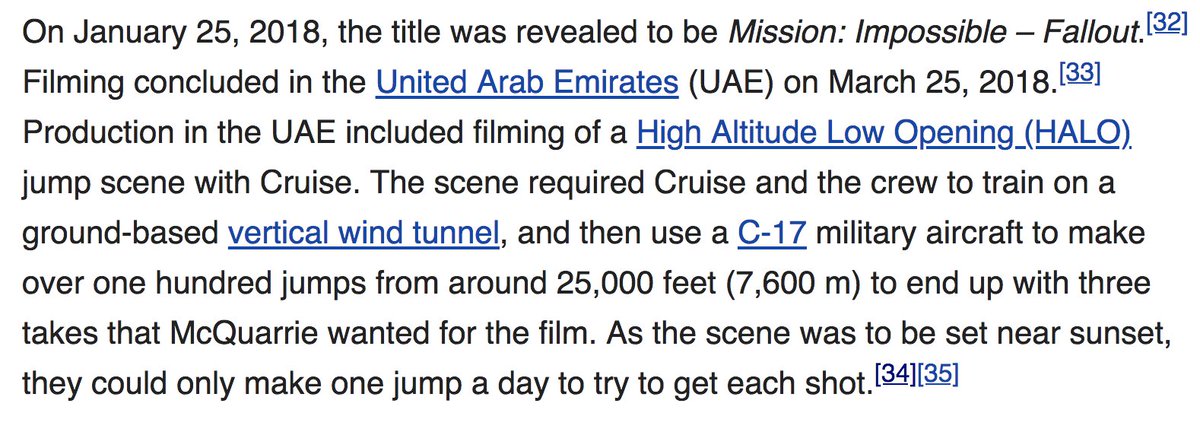 On January 25, 2018, the title was revealed to be Mission: Impossible – Fallout.[32]
Filming concluded in the United Arab Emirates (UAE) on March 25, 2018.[33]
Production in the UAE included filming of a High Altitude Low Opening (HALO)
jump scene with Cruise. The scene required Cruise and the crew to train on a
ground-based vertical wind tunnel, and then use a C-17 military aircraft to make
over one hundred jumps from around 25,000 feet (7,600 m) to end up with three
takes that McQuarrie wanted for the film. As the scene was to be set near sunset,
they could only make one jump a day to try to get each shot.[34][35]